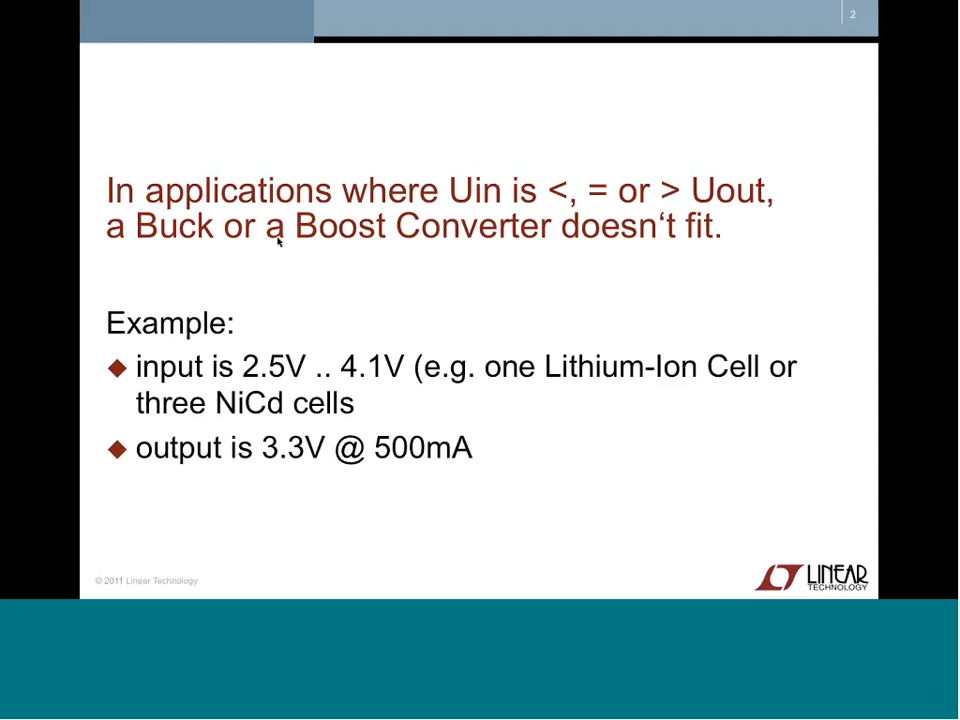 2
In applications where Uin is <, = or > Uout,
a Buck or a Boost Converter doesn‘t fit.
Example:
◆ input is 2.5V .. 4.1V (e.g. one Lithium-Ion Cell or
three NiCd cells
◆ output is 3.3V @ 500mA
© 2011 Linear Technology
LINEAR
TECHNOLOGY